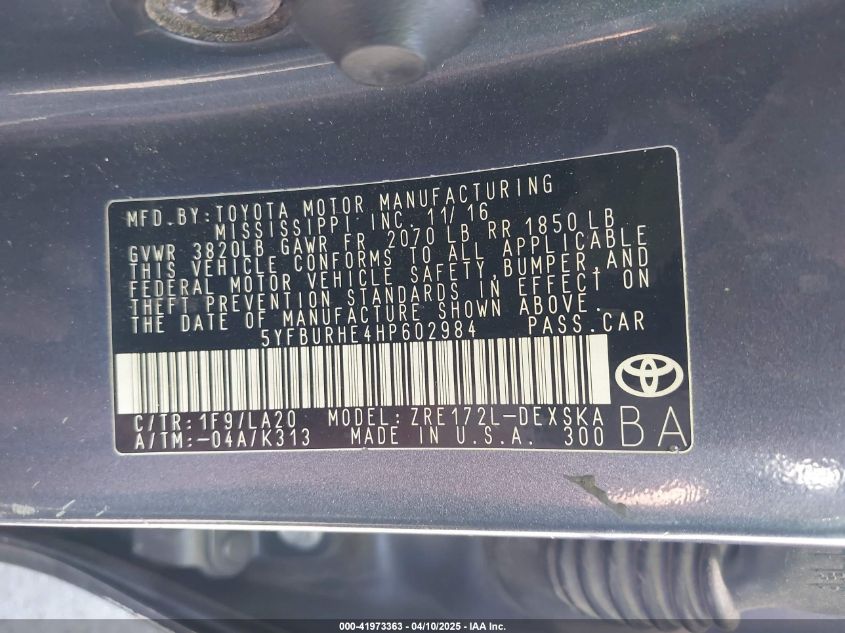 MFD.BY:TOYOTA MOTOR MANUFACTURING
MISSISSIPPI INC. 11/16
GVWR 3820LB GAWR FR 2070 LB RR 1850 LB
THIS VEHICLE CONFORMS TO ALL APPLICABLE
FEDERAL MOTOR VEHICLE SAFETY,BUMPER,AND
THEFT PREVENTION STANDARDS IN EFFECT ON
THE DATE OF MANUFACTURE SHOWN ABOVE.
5YFBURHE4HP602984 PASS.CAR
C/TR:1F9/LA20 MODEL:ZRE172L-DEXSKA
A/TM:-04A/K313 MADE IN U.S.A. 300
BA
000-41973363 - 04/10/2025 - IAA Inc.